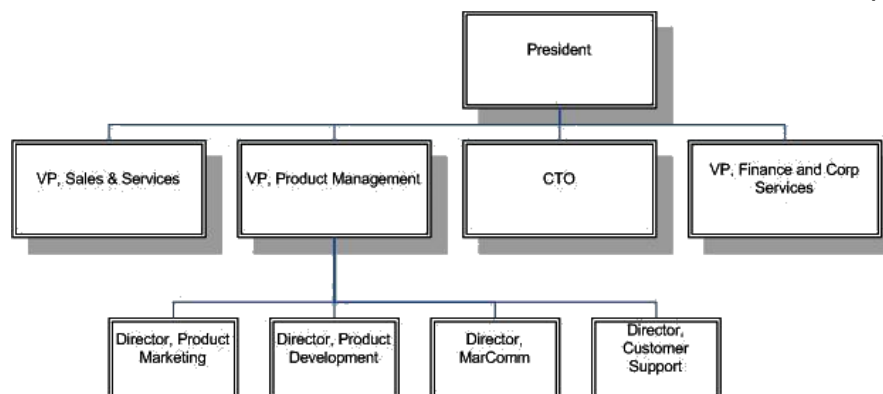 President
VP, Sales & Services
VP, Product Management
CTO
VP, Finance and Corp
Services
Director, Product
Marketing
Director, Product
Development
Director,
MarComm
Director,
Customer
Support